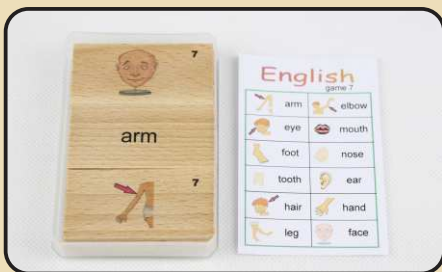 7
arm
7
English
game 7
arm elbow
eye mouth
foot nose
tooth ear
hair hand
leg face